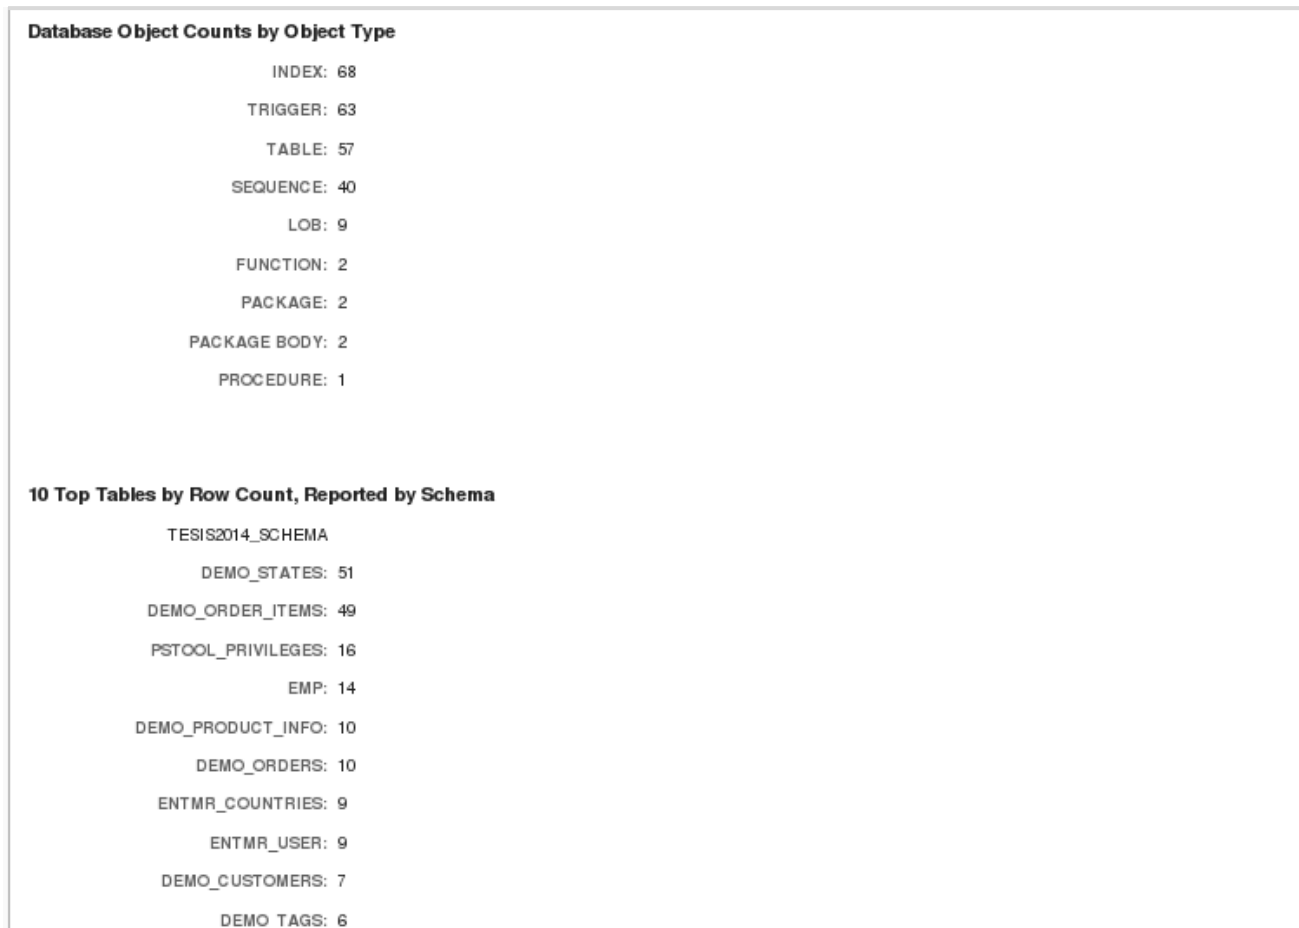 Database Object Counts by Object Type
INDEX: 68
TRIGGER: 63
TABLE: 57
SEQUENCE: 40
LOB: 9
FUNCTION: 2
PACKAGE: 2
PACKAGE BODY: 2
PROCEDURE: 1
10 Top Tables by Row Count, Reported by Schema
TESIS2014_SCHEMA
DEMO_STATES: 51
DEMO_ORDER_ITEMS: 49
PSTOOL_PRIVILEGES: 16
EMP: 14
DEMO_PRODUCT_INFO: 10
DEMO_ORDERS: 10
ENTMR_COUNTRIES: 9
ENTMR_USER: 9
DEMO_CUSTOMERS: 7
DEMO_TAGS: 6